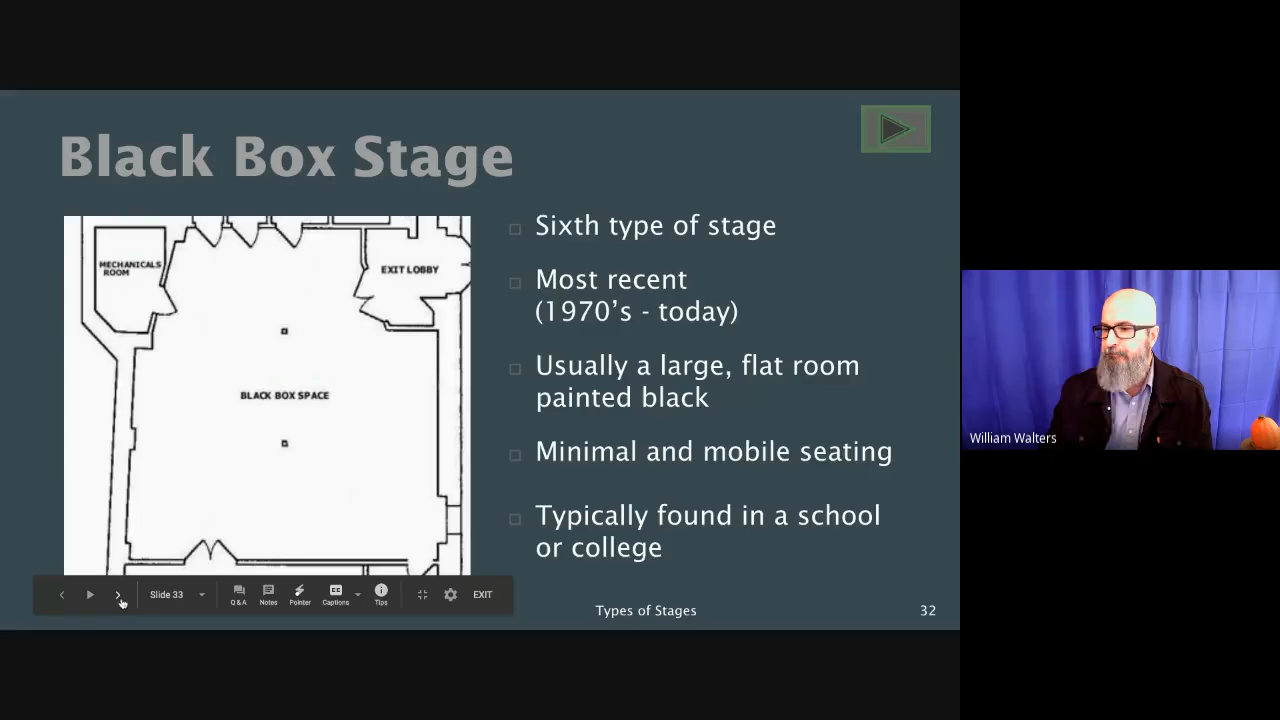 Black Box Stage
MECHANICALS
ROOM
EXIT LOBBY
BLACK BOX SPACE
Sixth type of stage
Most recent
(1970’s - today)
Usually a large, flat room
painted black
Minimal and mobile seating
Typically found in a school
or college
Slide 33
Q&A
Notes
Pointer
Captions
Tips
EXIT
Types of Stages
32
William Walters